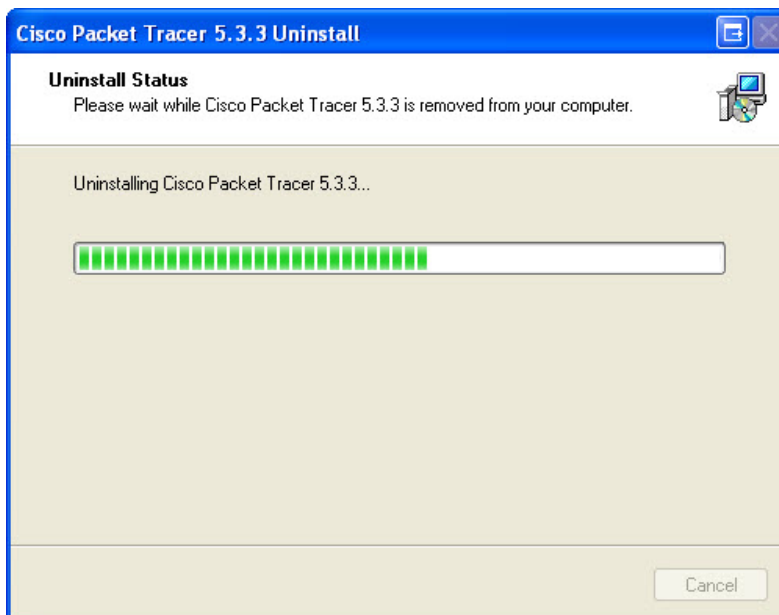 Cisco Packet Tracer 5.3.3 Uninstall
Uninstall Status
Please wait while Cisco Packet Tracer 5.3.3 is removed from your computer.
Uninstalling Cisco Packet Tracer 5.3.3...
Cancel